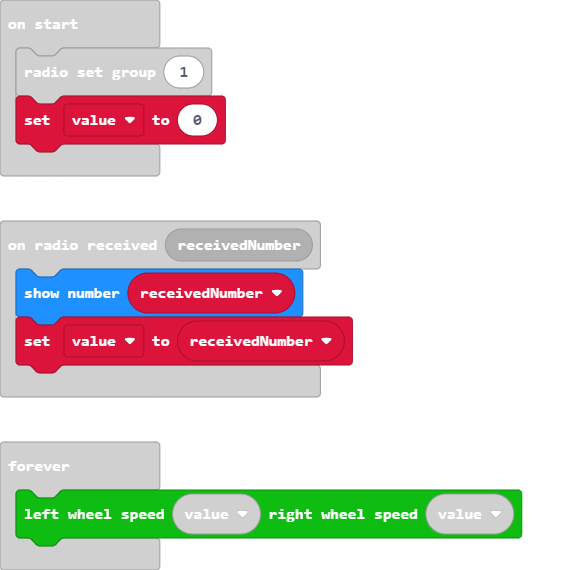 on start
radio set group 1
set value to 0
on radio received receivedNumber
show number receivedNumber
set value to receivedNumber
forever
left wheel speed value right wheel speed value